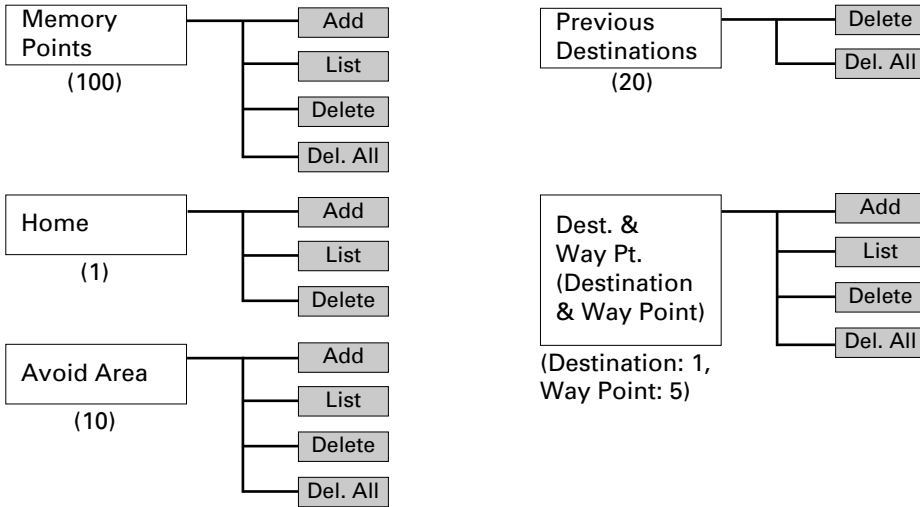 Memory
Points
(100)
Add
List
Delete
Del. All
Home
(1)
Add
List
Delete
Avoid Area
(10)
Add
List
Delete
Del. All
Previous
Destinations
(20)
Delete
Del. All
Dest. &
Way Pt.
(Destination
& Way Point)
(Destination: 1,
Way Point: 5)
Add
List
Delete
Del. All